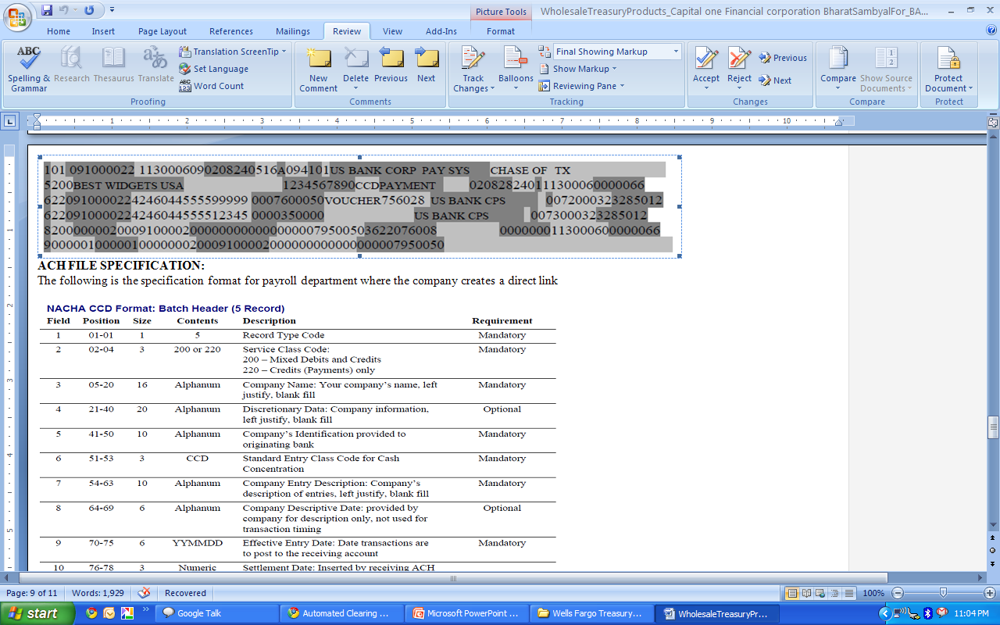 Picture Tools
WholesaleTreasuryProducts_Capital one Financial corporation BharatSambyalFor_BA...
Home Insert Page Layout References Mailings Review View Add-Ins Format
ABC
Spelling & Grammar
Research
Thesaurus
Translate
Translation ScreenTip
Set Language
Word Count
Proofing
New Comment
Delete
Previous
Next
Comments
Track Changes
Balloons
Final Showing Markup
Show Markup
Reviewing Pane
Tracking
Accept
Reject
Previous
Next
Changes
Compare
Show Source Documents
Compare
Protect Document
Protect
1 2 3 4 5 6 7 8 9 10
101 091000022 1130006090208240516A094101US BANK CORP PAY SYS CHASE OF TX
5200BEST WIDGETS USA 1234567890CCDPAYMENT 0208282401113000600000066
6220910000224246044555599999 0007600050VOUCHER756028 US BANK CPS 0072000323285012
6220910000224246044555512345 0000350000 US BANK CPS 0073000323285012
ACH FILE SPECIFICATION:
The following is the specification format for payroll department where the company creates a direct link
NACHA CCD Format: Batch Header (5 Record)
Field Position Size Contents Description Requirement
1 01-01 1 5 Record Type Code Mandatory
2 02-04 3 200 or 220 Service Class Code: Mandatory
200 – Mixed Debits and Credits
220 – Credits (Payments) only
3 05-20 16 Alphanum Company Name: Your company's name, left Mandatory
justify, blank fill
4 21-40 20 Alphanum Discretionary Data: Company information, Optional
left justify, blank fill
5 41-50 10 Alphanum Company's Identification provided to Mandatory
originating bank
6 51-53 3 CCD Standard Entry Class Code for Cash Mandatory
Concentration
7 54-63 10 Alphanum Company Entry Description: Company's Mandatory
description of entries, left justify, blank fill
8 64-69 6 Alphanum Company Descriptive Date: provided by Optional
company for description only, not used for
transaction timing
9 70-75 6 YYMMDD Effective Entry Date: Date transactions are Mandatory
to post to the receiving account
10 76-78 3 Numeric Settlement Date: Inserted by receiving ACH
Page: 9 of 11 Words: 1,929 Recovered 100%
start Google Talk Automated Clearing ... Microsoft PowerPoint ... Wells Fargo Treasury... WholesaleTreasuryPr... 11:04 PM